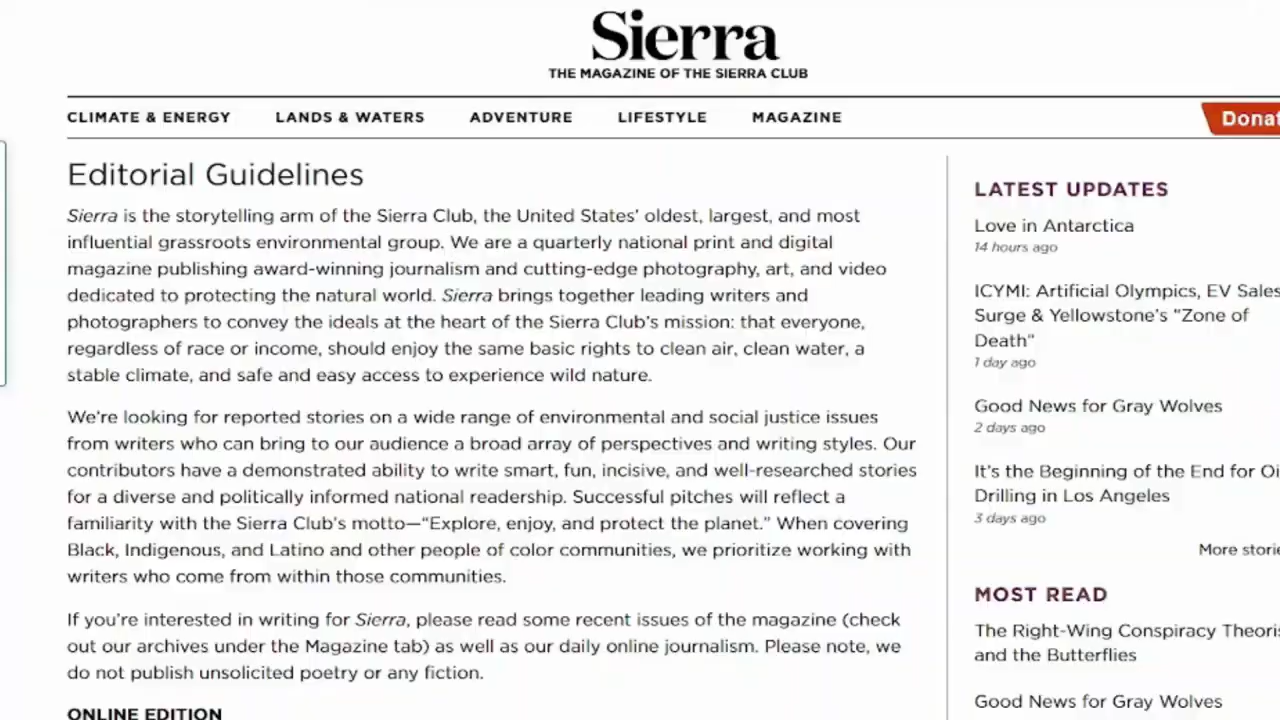 Sierra
THE MAGAZINE OF THE SIERRA CLUB
CLIMATE & ENERGY LANDS & WATERS ADVENTURE LIFESTYLE MAGAZINE Donat
Editorial Guidelines
Sierra is the storytelling arm of the Sierra Club, the United States’ oldest, largest, and most
influential grassroots environmental group. We are a quarterly national print and digital
magazine publishing award-winning journalism and cutting-edge photography, art, and video
dedicated to protecting the natural world. Sierra brings together leading writers and
photographers to convey the ideals at the heart of the Sierra Club’s mission: that everyone,
regardless of race or income, should enjoy the same basic rights to clean air, clean water, a
stable climate, and safe and easy access to experience wild nature.
We’re looking for reported stories on a wide range of environmental and social justice issues
from writers who can bring to our audience a broad array of perspectives and writing styles. Our
contributors have a demonstrated ability to write smart, fun, incisive, and well-researched stories
for a diverse and politically informed national readership. Successful pitches will reflect a
familiarity with the Sierra Club’s motto—“Explore, enjoy, and protect the planet.” When covering
Black, Indigenous, and Latino and other people of color communities, we prioritize working with
writers who come from within those communities.
If you’re interested in writing for Sierra, please read some recent issues of the magazine (check
out our archives under the Magazine tab) as well as our daily online journalism. Please note, we
do not publish unsolicited poetry or any fiction.
ONLINE EDITION
LATEST UPDATES
Love in Antarctica
14 hours ago
ICYMI: Artificial Olympics, EV Sales
Surge & Yellowstone’s “Zone of
Death”
1 day ago
Good News for Gray Wolves
2 days ago
It’s the Beginning of the End for Oi
Drilling in Los Angeles
3 days ago
More storie
MOST READ
The Right-Wing Conspiracy Theoris
and the Butterflies
Good News for Gray Wolves